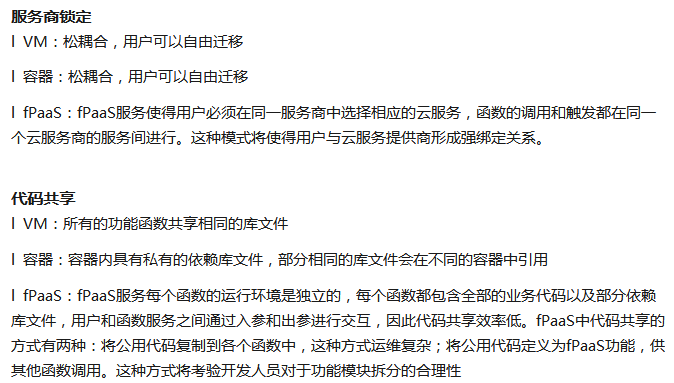 服务商锁定
l VM：松耦合，用户可以自由迁移
l 容器：松耦合，用户可以自由迁移
l fPaaS：fPaaS服务使得用户必须在同一服务商中选择相应的云服务，函数的调用和触发都在同一
个云服务商的服务间进行。这种模式将使得用户与云服务提供商形成强绑定关系。
代码共享
l VM：所有的功能函数共享相同的库文件
l 容器：容器内具有私有的依赖库文件，部分相同的库文件会在不同的容器中引用
l fPaaS：fPaaS服务每个函数的运行环境是独立的，每个函数都包含全部的业务代码以及部分依赖
库文件，用户和函数服务之间通过入参和出参进行交互，因此代码共享效率低。fPaaS中代码共享的
方式有两种：将公用代码复制到各个函数中，这种方式运维复杂；将公用代码定义为fPaaS功能，供
其他函数调用。这种方式将考验开发人员对于功能模块拆分的合理性